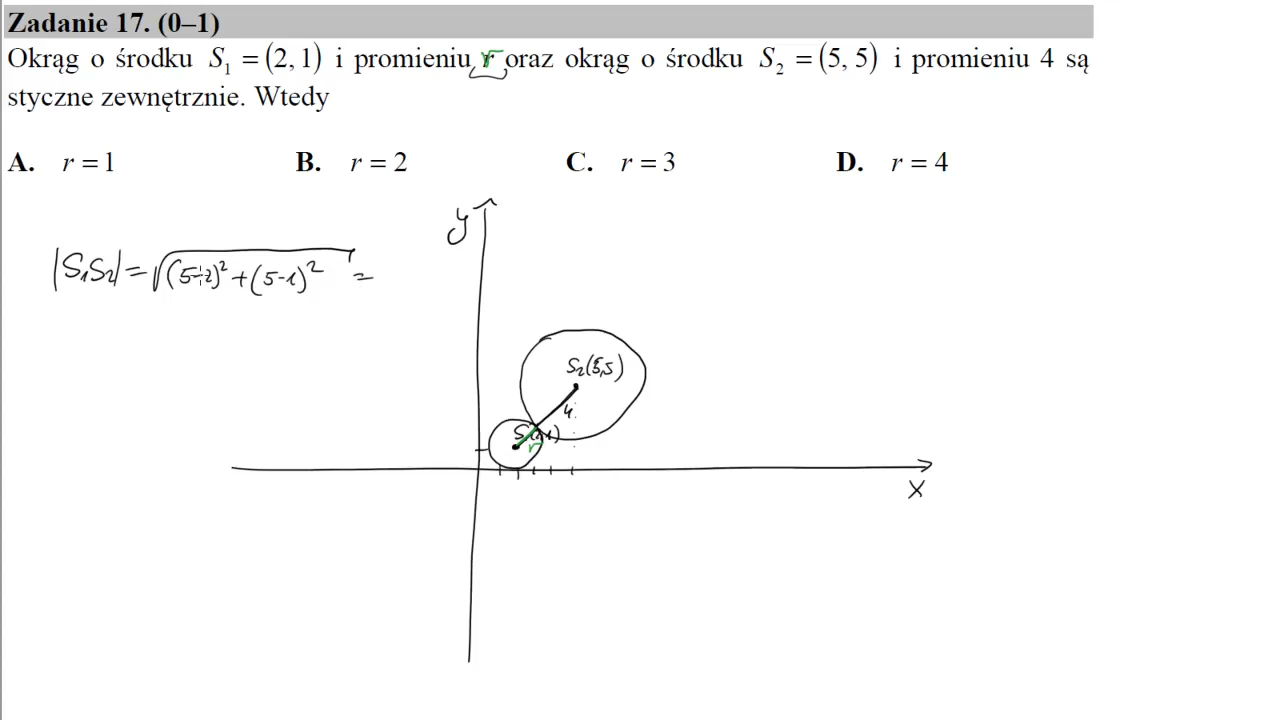 Zadanie 17. (0–1)
Okrąg o środku S₁ = (2, 1) i promieniu r oraz okrąg o środku S₂ = (5, 5) i promieniu 4 są
styczne zewnętrznie. Wtedy
A. r = 1 B. r = 2 C. r = 3 D. r = 4
y
|S₁S₂| = √((5-2)² + (5-1)²) =
S₂(5,5)
4
r
x